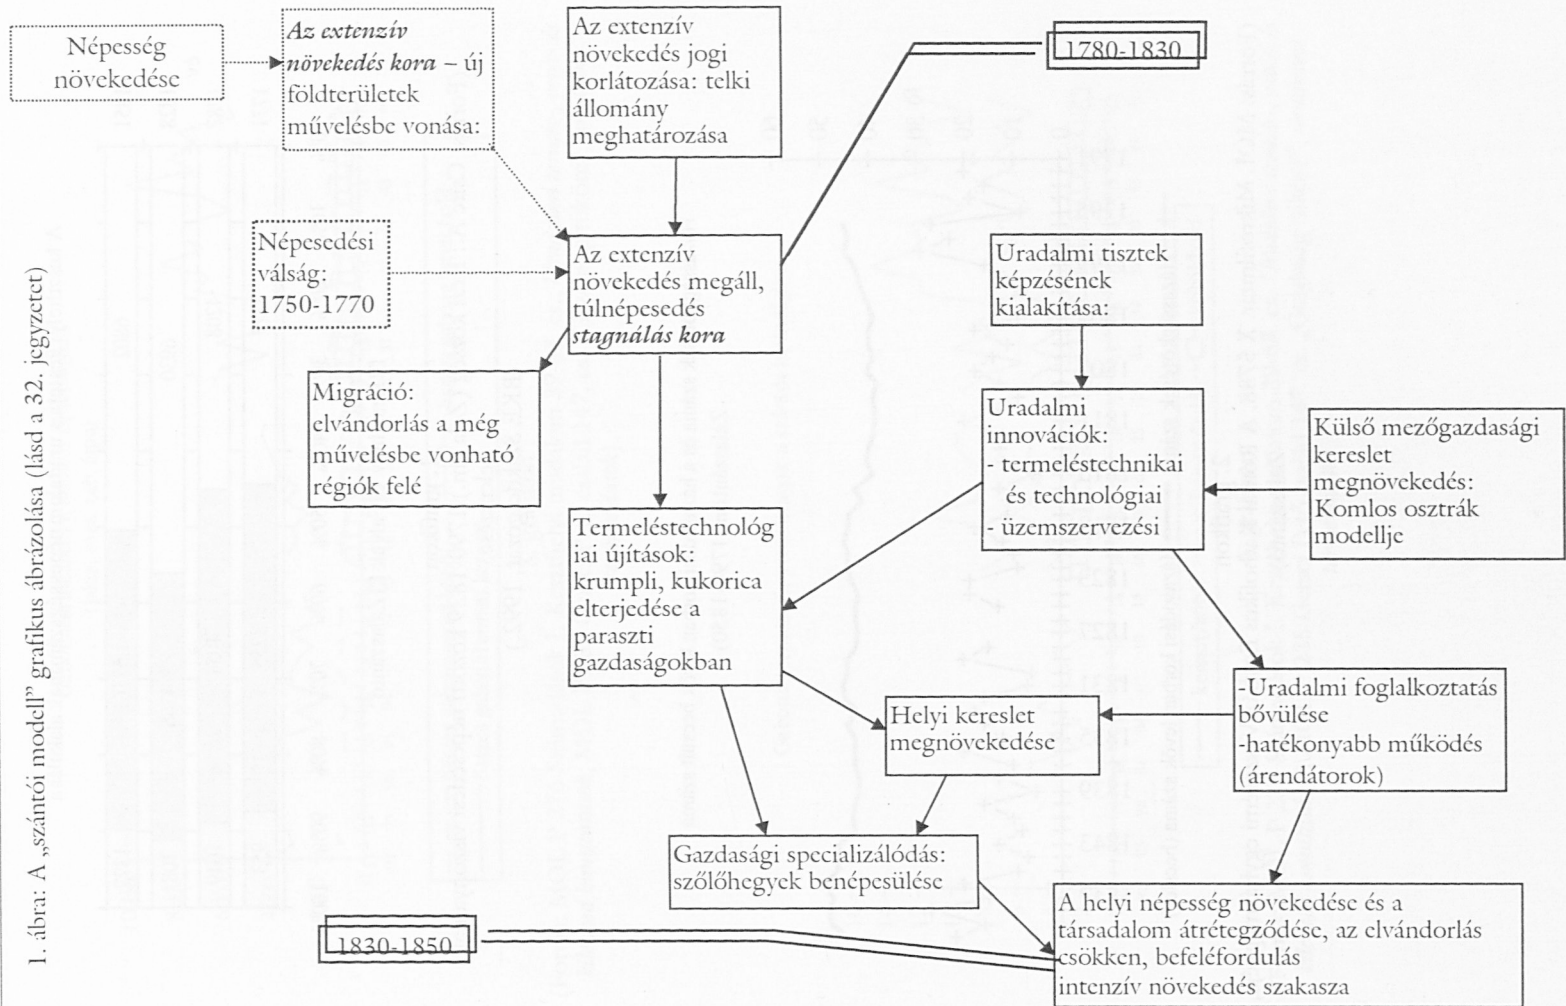 1. ábra: A „szántói modell” grafikus ábrázolása (lásd a 32. jegyzetet)
Népesség
növekedése
Az extenzív
növekedés kora – új
földterületek
művelésbe vonása:
Az extenzív
növekedés jogi
korlátozása: telki
állomány
meghatározása
1780-1830
Népesedési
válság:
1750-1770
Az extenzív
növekedés megáll,
túlnépesedés
stagnálás kora
Uradalmi tisztek
képzésének
kialakítása:
Migráció:
elvándorlás a még
művelésbe vonható
régiók felé
Uradalmi
innovációk:
- termeléstechnikai
és technológiai
- üzemszervezési
Külső mezőgazdasági
kereslet
megnövekedés:
Komlos osztrák
modellje
Termeléstechnológ
iai újítások:
krumpli, kukorica
elterjedése a
paraszti
gazdaságokban
Helyi kereslet
megnövekedése
-Uradalmi foglalkoztatás
bővülése
-hatékonyabb működés
(árendátorok)
Gazdasági specializálódás:
szőlőhegyek benépesülése
A helyi népesség növekedése és a
társadalom átrétegződése, az elvándorlás
csökken, befeléfordulás
intenzív növekedés szakasza
1830-1850